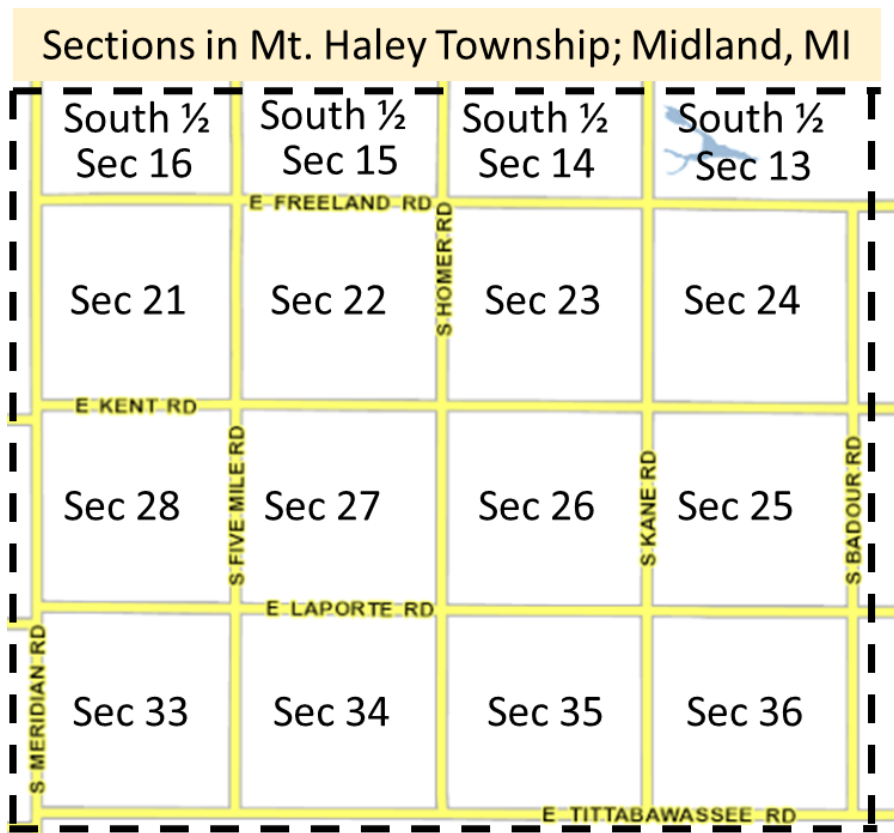 Sections in Mt. Haley Township; Midland, MI
South ½
Sec 16
South ½
Sec 15
South ½
Sec 14
South ½
Sec 13
E FREELAND RD
S HOMER RD
Sec 21
Sec 22
Sec 23
Sec 24
E KENT RD
S FIVE MILE RD
S KANE RD
S BADOUR RD
Sec 28
Sec 27
Sec 26
Sec 25
E LAPORTE RD
S MERIDIAN RD
Sec 33
Sec 34
Sec 35
Sec 36
E TITTABAWASSEE RD